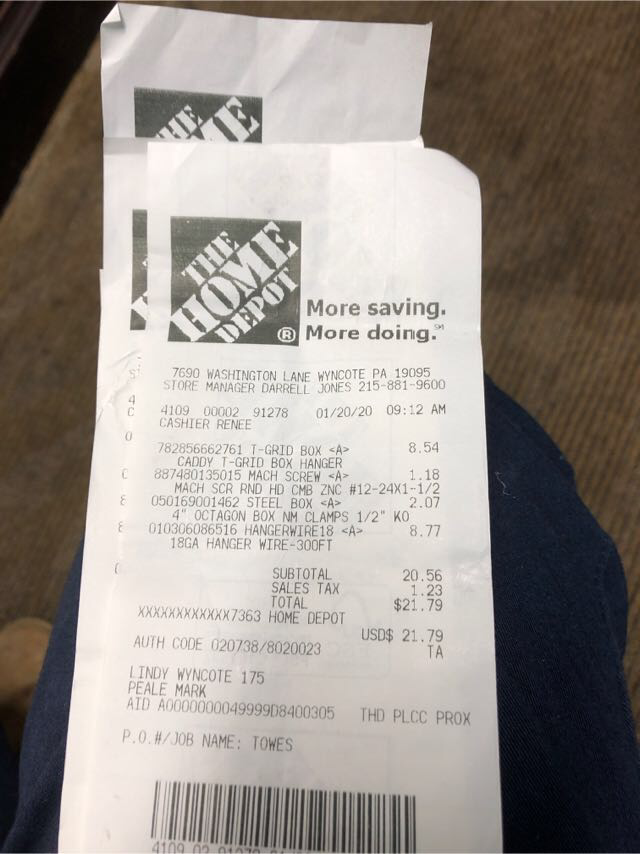 HE
ME
THE
HOME
DEPOT
®
More saving.
More doing.℠
7690 WASHINGTON LANE WYNCOTE PA 19095
STORE MANAGER DARRELL JONES 215-881-9600
4109 00002 91278 01/20/20 09:12 AM
CASHIER RENEE
782856662761 T-GRID BOX <A> 8.54
CADDY T-GRID BOX HANGER
887480135015 MACH SCREW <A> 1.18
MACH SCR RND HD CMB ZNC #12-24X1-1/2
050169001462 STEEL BOX <A> 2.07
4" OCTAGON BOX NM CLAMPS 1/2" KO
010306086516 HANGERWIRE18 <A> 8.77
18GA HANGER WIRE-300FT
SUBTOTAL 20.56
SALES TAX 1.23
TOTAL $21.79
XXXXXXXXXXXX7363 HOME DEPOT
USD$ 21.79
AUTH CODE 020738/8020023 TA
LINDY WYNCOTE 175
PEALE MARK
AID A0000000049999D8400305 THD PLCC PROX
P.O.#/JOB NAME: TOWES